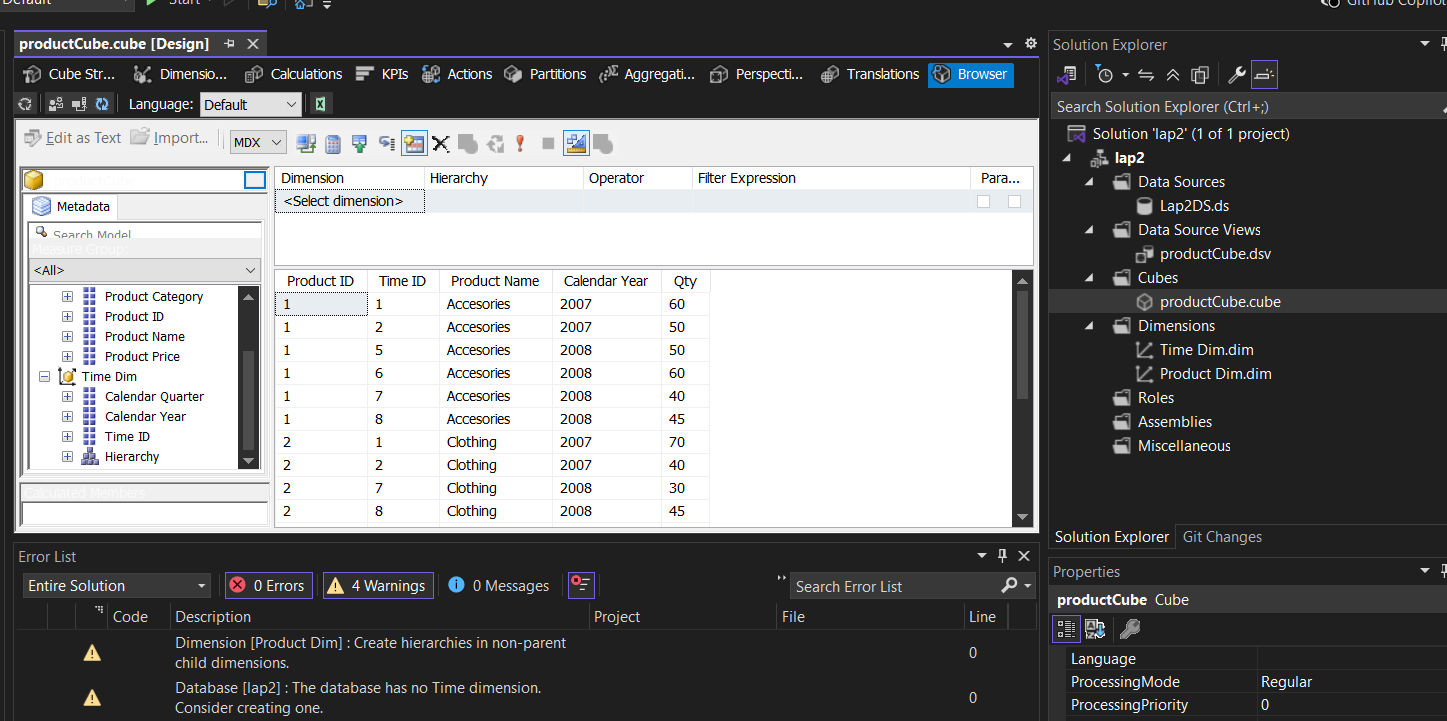 Default
Start
GitHub Copilot
productCube.cube [Design]
Cube Str...
Dimensio...
Calculations
KPIs
Actions
Partitions
Aggregati...
Perspecti...
Translations
Browser
Language:
Default
Edit as Text
Import...
MDX
Metadata
Search Model
Measure Group:
<All>
Product Category
Product ID
Product Name
Product Price
Time Dim
Calendar Quarter
Calendar Year
Time ID
Hierarchy
Calculated Members
Dimension Hierarchy Operator Filter Expression Para...
<Select dimension>
Product ID Time ID Product Name Calendar Year Qty
1 1 Accesories 2007 60
1 2 Accesories 2007 50
1 5 Accesories 2008 50
1 6 Accesories 2008 60
1 7 Accesories 2008 40
1 8 Accesories 2008 45
2 1 Clothing 2007 70
2 2 Clothing 2007 40
2 7 Clothing 2008 30
2 8 Clothing 2008 45
Error List
Entire Solution
0 Errors
4 Warnings
0 Messages
Search Error List
Code Description Project File Line
Dimension [Product Dim] : Create hierarchies in non-parent
child dimensions.
0
Database [lap2] : The database has no Time dimension.
Consider creating one.
0
Solution Explorer
Search Solution Explorer (Ctrl+;)
Solution 'lap2' (1 of 1 project)
lap2
Data Sources
Lap2DS.ds
Data Source Views
productCube.dsv
Cubes
productCube.cube
Dimensions
Time Dim.dim
Product Dim.dim
Roles
Assemblies
Miscellaneous
Solution Explorer
Git Changes
Properties
productCube Cube
Language
ProcessingMode Regular
ProcessingPriority 0